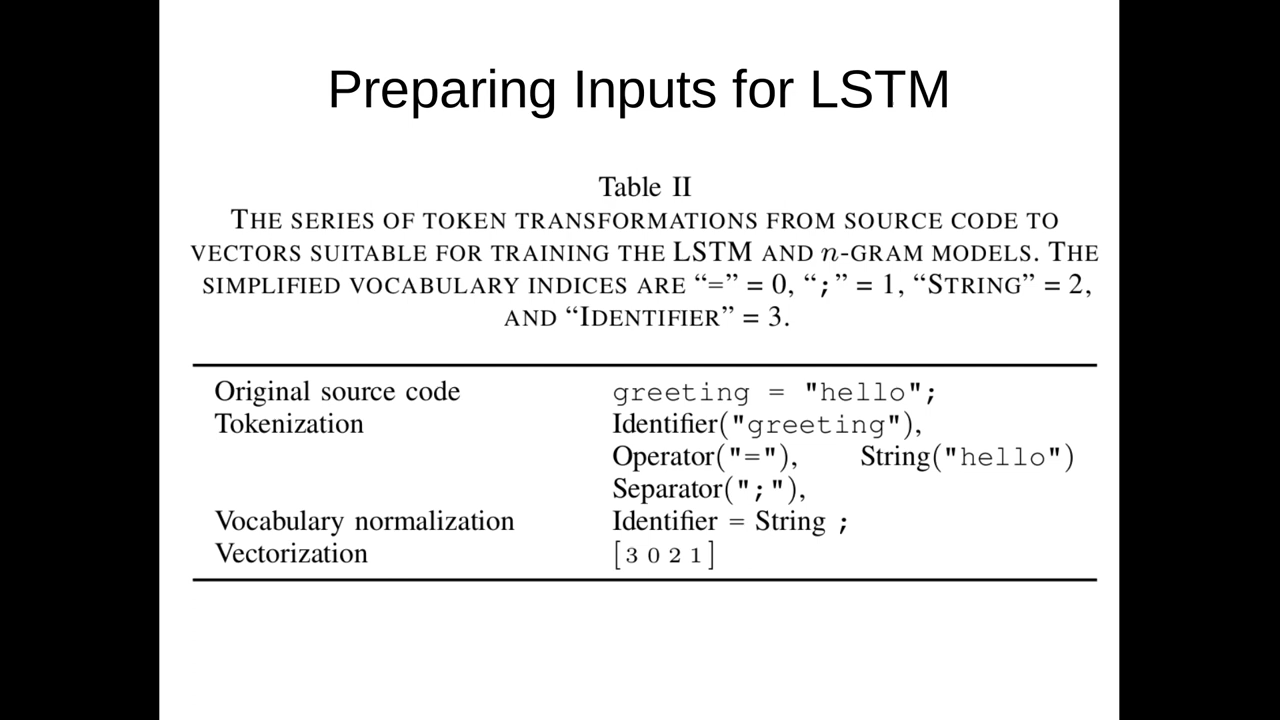 Preparing Inputs for LSTM
Table II
THE SERIES OF TOKEN TRANSFORMATIONS FROM SOURCE CODE TO
VECTORS SUITABLE FOR TRAINING THE LSTM AND n-GRAM MODELS. THE
SIMPLIFIED VOCABULARY INDICES ARE “=” = 0, “;” = 1, “STRING” = 2,
AND “IDENTIFIER” = 3.
Original source code greeting = "hello";
Tokenization Identifier("greeting"),
Operator("="), String("hello")
Separator(";"),
Vocabulary normalization Identifier = String ;
Vectorization [3 0 2 1]